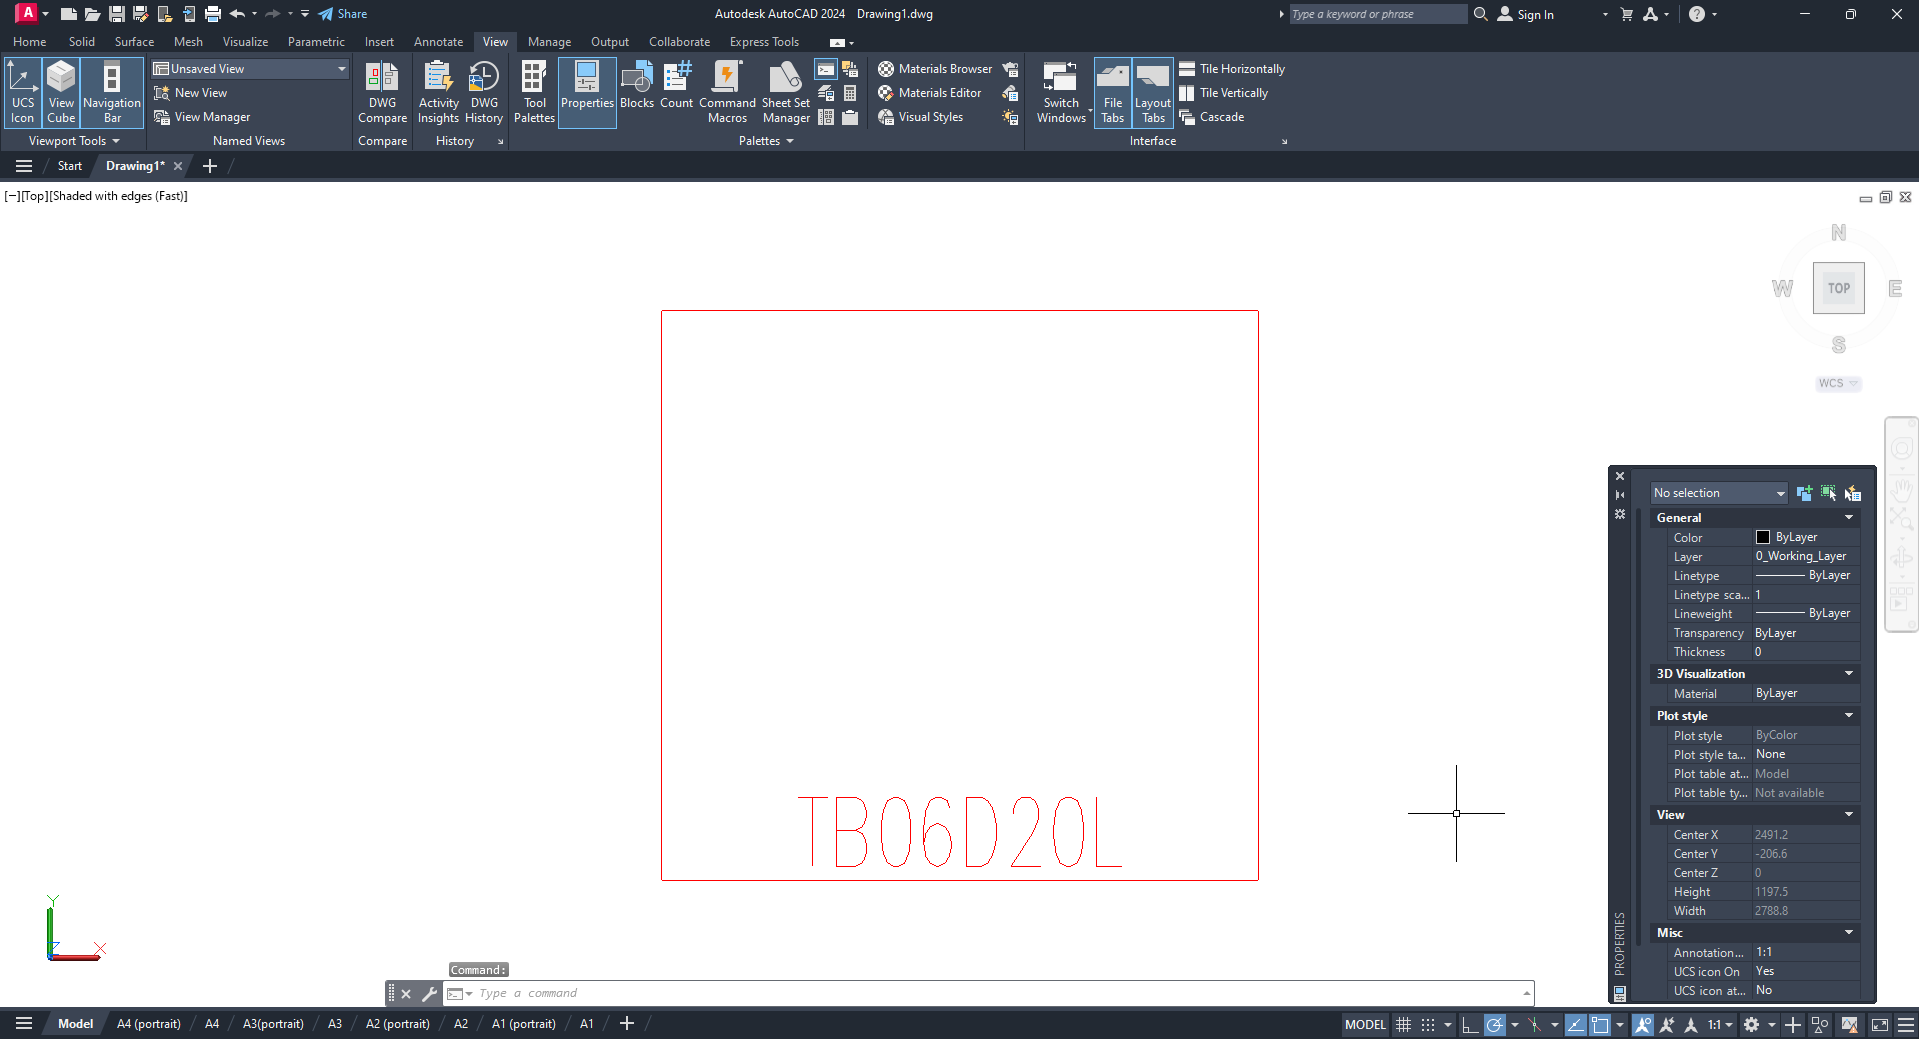 A Share Autodesk AutoCAD 2024 Drawing1.dwg Type a keyword or phrase Sign In
Home Solid Surface Mesh Visualize Parametric Insert Annotate View Manage Output Collaborate Express Tools
UCS Icon
View Cube
Navigation Bar
Viewport Tools
Unsaved View
New View
View Manager
Named Views
DWG Compare
Compare
Activity Insights
DWG History
History
Tool Palettes
Properties
Blocks
Count
Command Macros
Sheet Set Manager
Palettes
Materials Browser
Materials Editor
Visual Styles
Switch Windows
File Tabs
Layout Tabs
Tile Horizontally
Tile Vertically
Cascade
Interface
Start Drawing1*
[−][Top][Shaded with edges (Fast)]
N
W TOP E
S
WCS
TB06D20L
Y
X
No selection
General
Color ByLayer
Layer 0_Working_Layer
Linetype ByLayer
Linetype sca... 1
Lineweight ByLayer
Transparency ByLayer
Thickness 0
3D Visualization
Material ByLayer
Plot style
Plot style ByColor
Plot style ta... None
Plot table at... Model
Plot table ty... Not available
View
Center X 2491.2
Center Y -206.6
Center Z 0
Height 1197.5
Width 2788.8
Misc
Annotation... 1:1
UCS icon On Yes
UCS icon at... No
PROPERTIES
Command:
Type a command
Model A4 (portrait) A4 A3(portrait) A3 A2 (portrait) A2 A1 (portrait) A1 MODEL 1:1